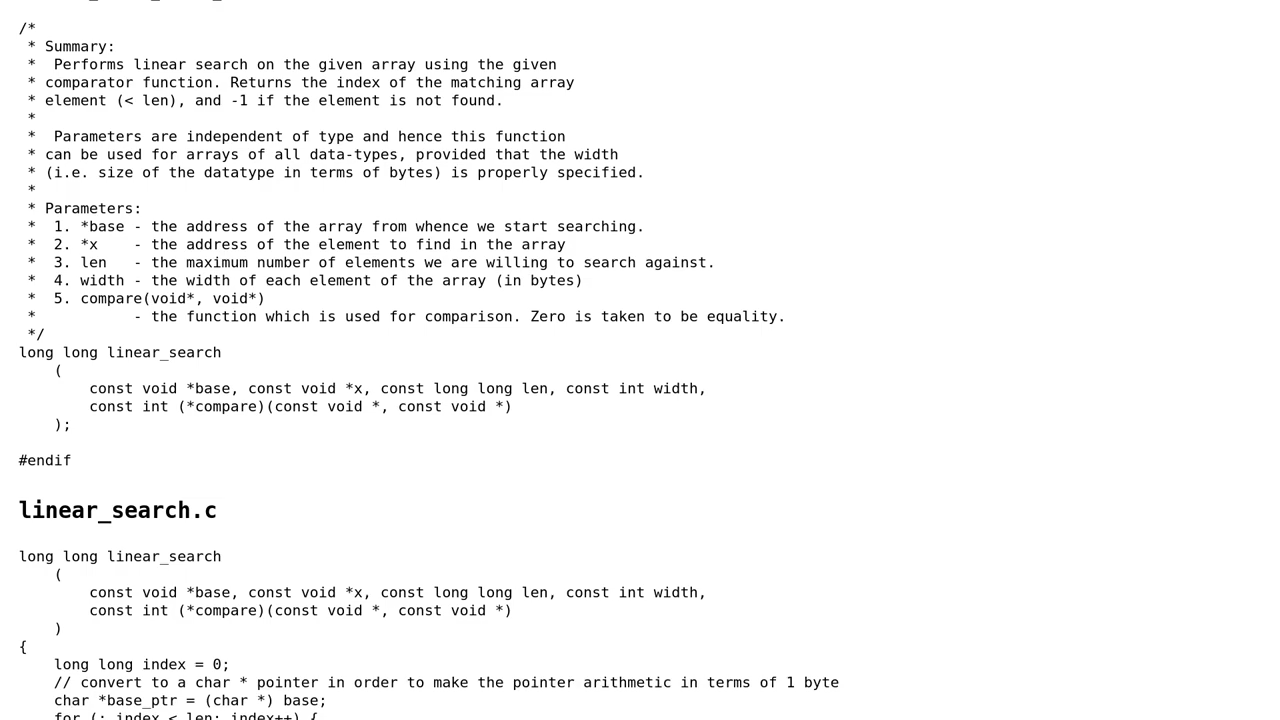 /*
 * Summary:
 *  Performs linear search on the given array using the given
 * comparator function. Returns the index of the matching array
 * element (< len), and -1 if the element is not found.
 *
 *  Parameters are independent of type and hence this function
 * can be used for arrays of all data-types, provided that the width
 * (i.e. size of the datatype in terms of bytes) is properly specified.
 *
 * Parameters:
 *  1. *base - the address of the array from whence we start searching.
 *  2. *x    - the address of the element to find in the array
 *  3. len   - the maximum number of elements we are willing to search against.
 *  4. width - the width of each element of the array (in bytes)
 *  5. compare(void*, void*)
 *           - the function which is used for comparison. Zero is taken to be equality.
 */
long long linear_search
    (
        const void *base, const void *x, const long long len, const int width,
        const int (*compare)(const void *, const void *)
    );
#endif
linear_search.c
long long linear_search
    (
        const void *base, const void *x, const long long len, const int width,
        const int (*compare)(const void *, const void *)
    )
{
    long long index = 0;
    // convert to a char * pointer in order to make the pointer arithmetic in terms of 1 byte
    char *base_ptr = (char *) base;
    for (; index < len; index++) {